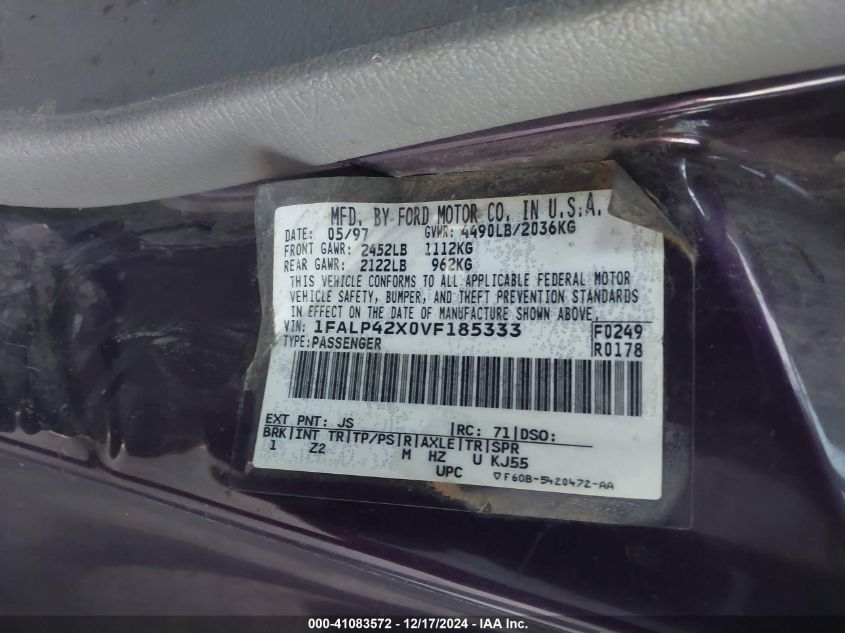 MFD. BY FORD MOTOR CO. IN U.S.A.
DATE: 05/97 GVWR: 4490LB/2036KG
FRONT GAWR: 2452LB 1112KG
REAR GAWR: 2122LB 962KG
THIS VEHICLE CONFORMS TO ALL APPLICABLE FEDERAL MOTOR
VEHICLE SAFETY, BUMPER, AND THEFT PREVENTION STANDARDS
IN EFFECT ON THE DATE OF MANUFACTURE SHOWN ABOVE.
VIN: 1FALP42X0VF185333 F0249
TYPE: PASSENGER R0178
EXT PNT: JS |RC: 71|DSO:
BRK|INT TR|TP/PS|R|AXLE|TR|SPR
1 Z2 M HZ U KJ55
UPC ▽F60B-5420472-AA
000-41083572 - 12/17/2024 - IAAI.com